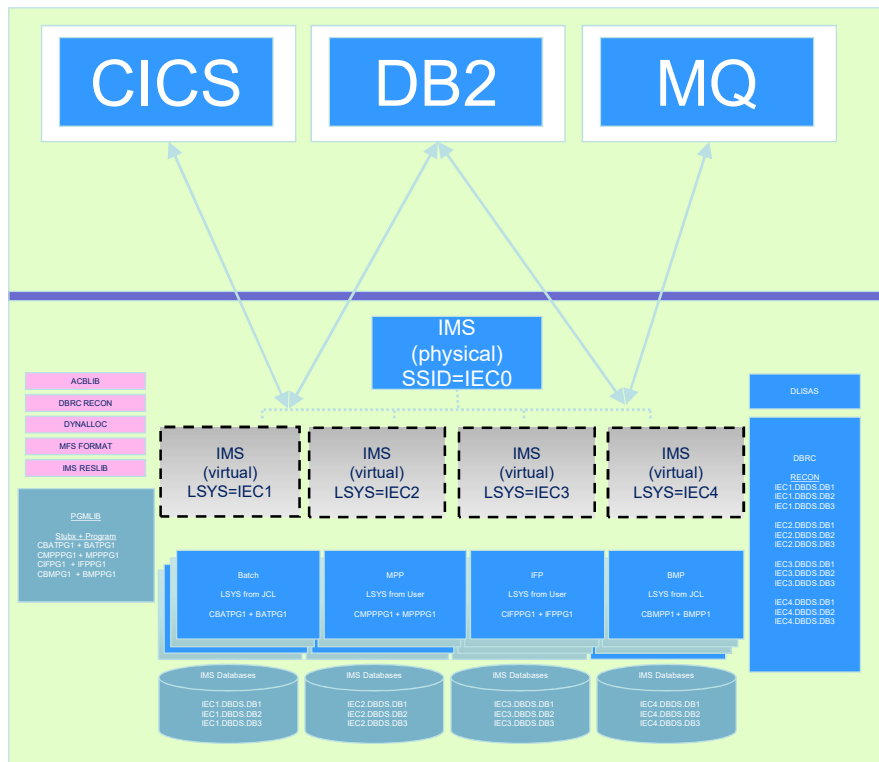 CICS
DB2
MQ
IMS
(physical)
SSID=IEC0
ACBLIB
DBRC RECON
DYNALLOC
MFS FORMAT
IMS RESLIB
PGMLIB
Stubx + Program
CBATPG1 + BATPG1
CMPPPG1 + MPPPG1
CIFPG1 + IFPPG1
CBMPG1 + BMPPG1
IMS
(virtual)
LSYS=IEC1
IMS
(virtual)
LSYS=IEC2
IMS
(virtual)
LSYS=IEC3
IMS
(virtual)
LSYS=IEC4
DLISAS
DBRC
RECON
IEC1.DBDS.DB1
IEC1.DBDS.DB2
IEC1.DBDS.DB3
IEC2.DBDS.DB1
IEC2.DBDS.DB2
IEC2.DBDS.DB3
IEC3.DBDS.DB1
IEC3.DBDS.DB2
IEC3.DBDS.DB3
IEC4.DBDS.DB1
IEC4.DBDS.DB2
IEC4.DBDS.DB3
Batch
LSYS from JCL
CBATPG1 + BATPG1
MPP
LSYS from User
CMPPPG1 + MPPPG1
IFP
LSYS from User
CIFPPG1 + IFPPG1
BMP
LSYS from JCL
CBMPP1 + BMPP1
IMS Databases
IEC1.DBDS.DB1
IEC1.DBDS.DB2
IEC1.DBDS.DB3
IMS Databases
IEC2.DBDS.DB1
IEC2.DBDS.DB2
IEC2.DBDS.DB3
IMS Databases
IEC3.DBDS.DB1
IEC3.DBDS.DB2
IEC3.DBDS.DB3
IMS Databases
IEC4.DBDS.DB1
IEC4.DBDS.DB2
IEC4.DBDS.DB3